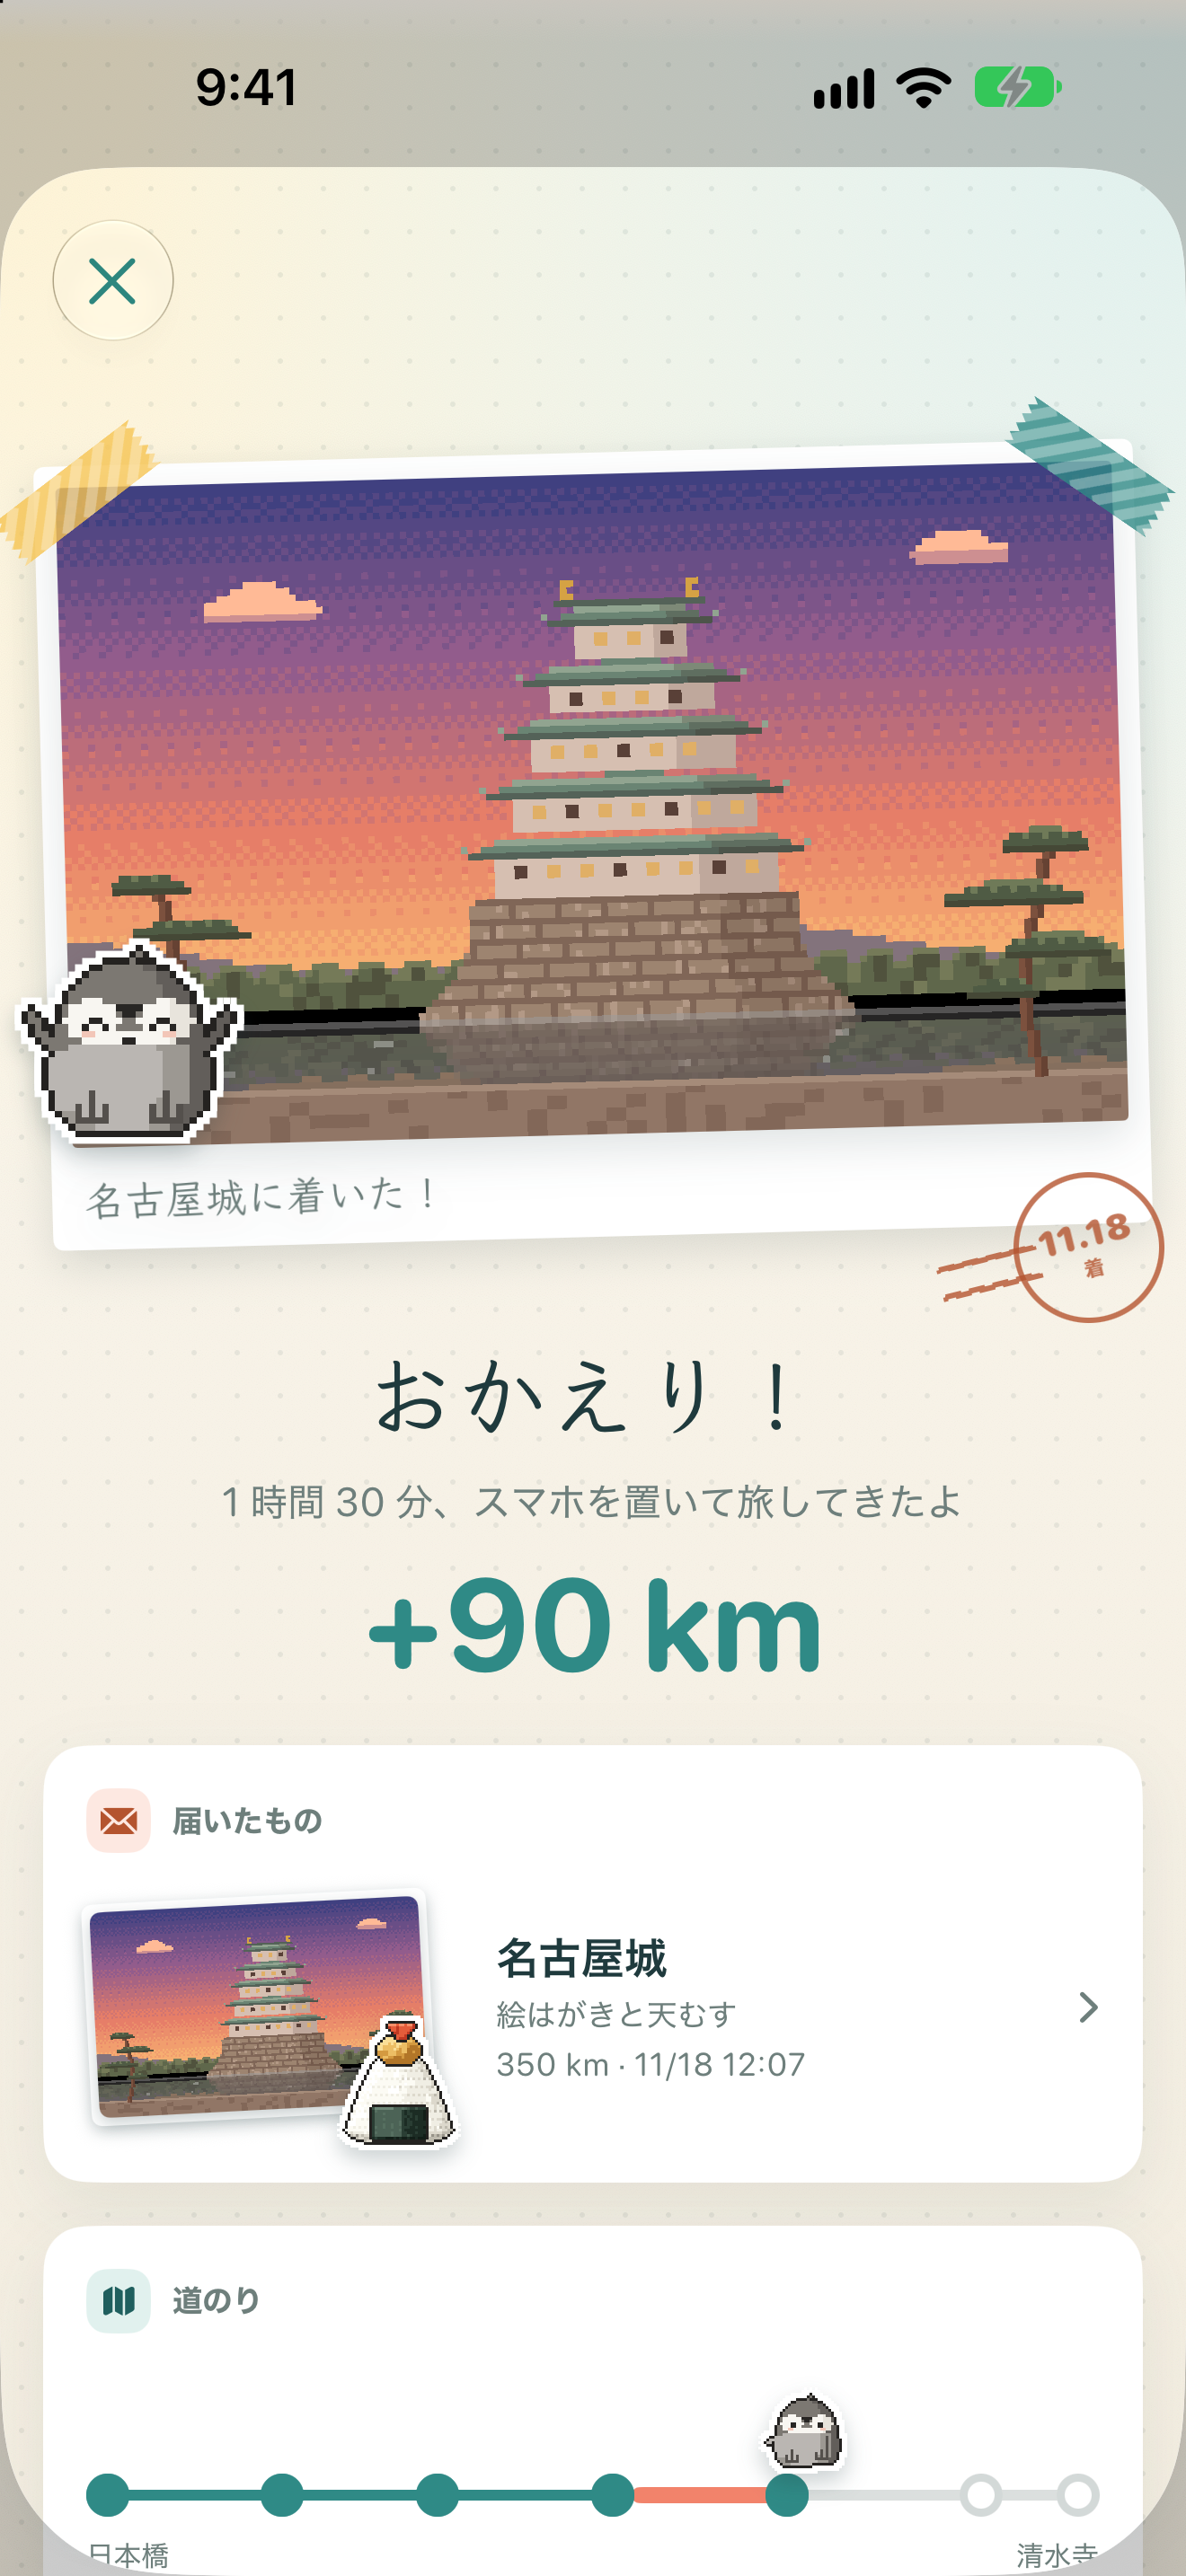 9:41
名古屋城に着いた！
11.18
着
おかえり！
1 時間 30 分、スマホを置いて旅してきたよ
+90 km
届いたもの
名古屋城
絵はがきと天むす
350 km · 11/18 12:07
道のり
日本橋
清水寺